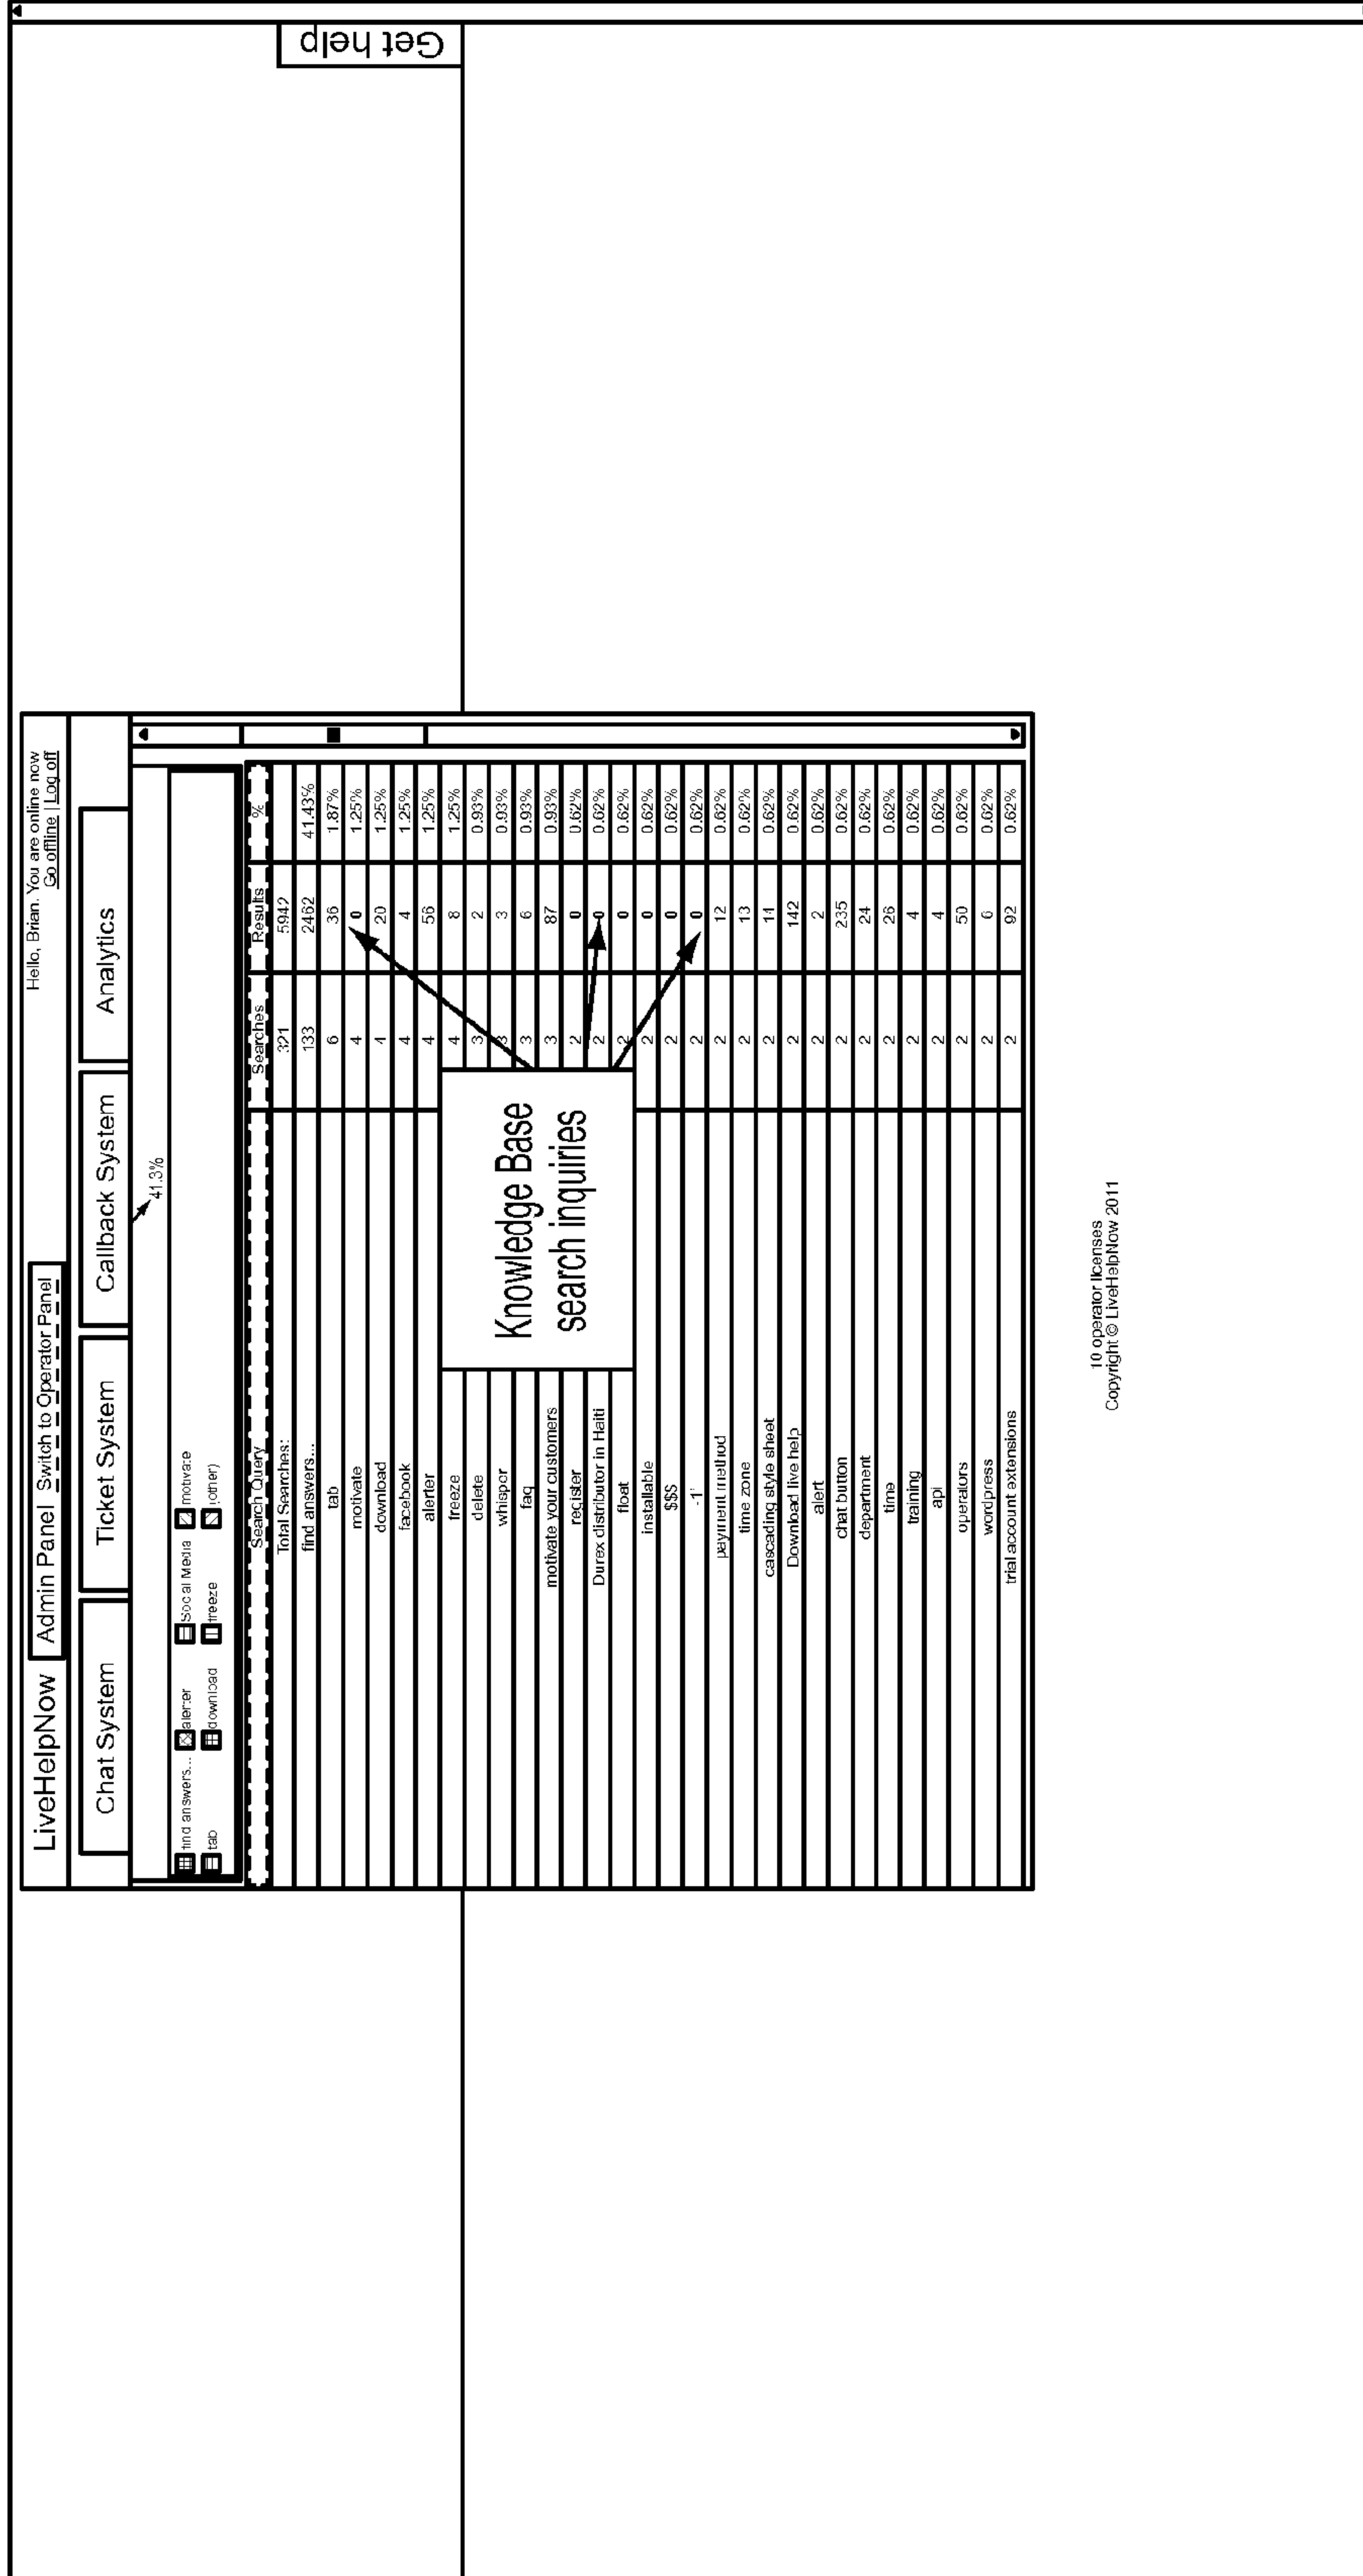 Hello, Brian. You are online now
Go offline | Log off
LiveHelpNow Admin Panel Switch to Operator Panel
Chat System Ticket System Callback System Analytics
41.3%
find answers... alerter Social Media motivate
tab download freeze (other)
Search Query Searches Results %
Total Searches: 321 5942
find answers... 133 2462 41.43%
tab 6 36 1.87%
motivate 4 0 1.25%
download 4 20 1.25%
facebook 4 4 1.25%
alerter 4 56 1.25%
freeze 4 8 1.25%
delete 3 2 0.93%
whisper 3 3 0.93%
faq 3 6 0.93%
motivate your customers 3 87 0.93%
register 2 0 0.62%
Durex distributor in Haiti 2 0 0.62%
float 2 0 0.62%
installable 2 0 0.62%
$$$ 2 0 0.62%
-1' 2 0 0.62%
payment method 2 12 0.62%
time zone 2 13 0.62%
cascading style sheet 2 11 0.62%
Download live help 2 142 0.62%
alert 2 2 0.62%
chat button 2 235 0.62%
department 2 24 0.62%
time 2 26 0.62%
training 2 4 0.62%
api 2 4 0.62%
operators 2 50 0.62%
wordpress 2 6 0.62%
trial account extensions 2 92 0.62%
Knowledge Base
search inquiries
Get help
10 operator licenses
Copyright © LiveHelpNow 2011